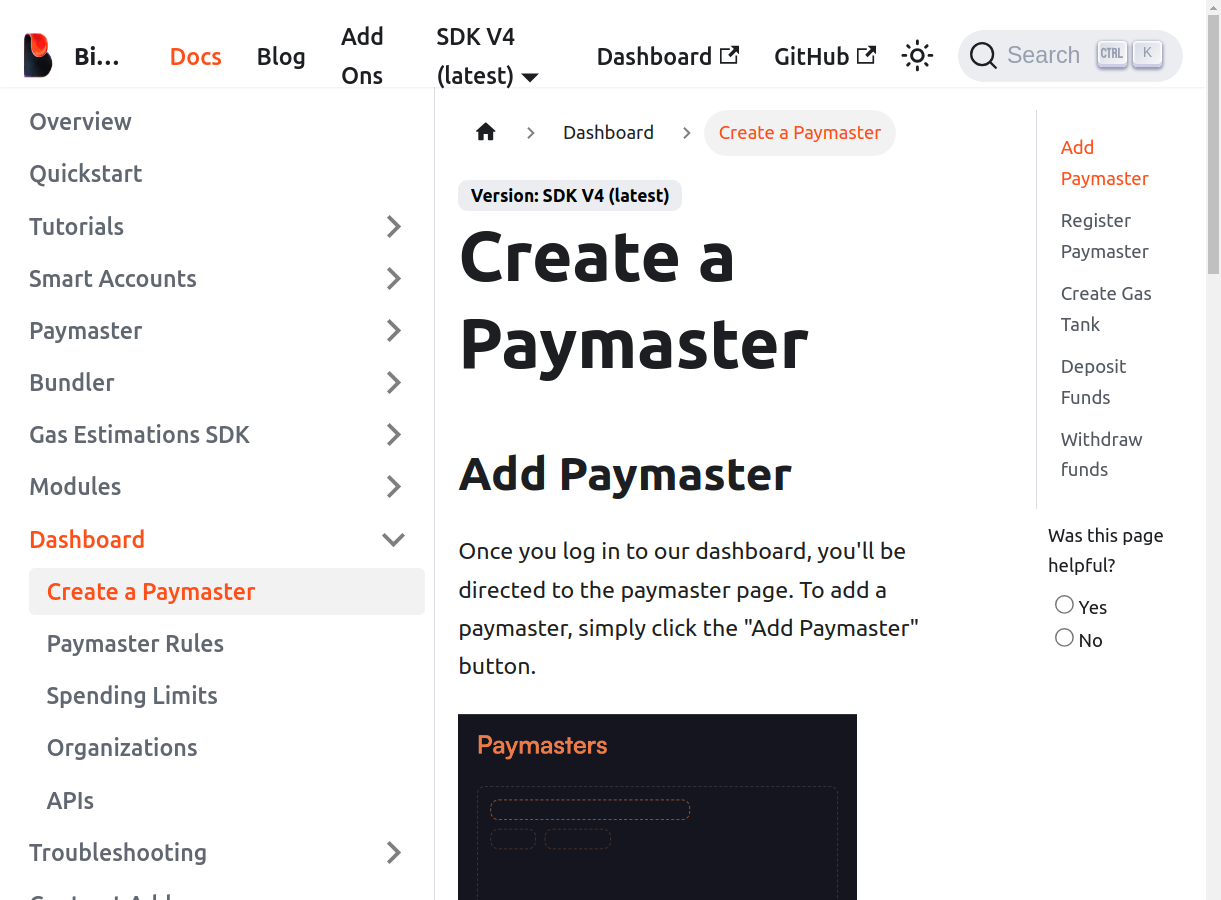 Bi...
Docs
Blog
Add
Ons
SDK V4
(latest)
Dashboard
GitHub
Search
CTRL
K
Overview
Quickstart
Tutorials
Smart Accounts
Paymaster
Bundler
Gas Estimations SDK
Modules
Dashboard
Create a Paymaster
Paymaster Rules
Spending Limits
Organizations
APIs
Troubleshooting
Dashboard
Create a Paymaster
Version: SDK V4 (latest)
Create a
Paymaster
Add Paymaster
Once you log in to our dashboard, you'll be
directed to the paymaster page. To add a
paymaster, simply click the "Add Paymaster"
button.
Paymasters
Add
Paymaster
Register
Paymaster
Create Gas
Tank
Deposit
Funds
Withdraw
funds
Was this page
helpful?
Yes
No